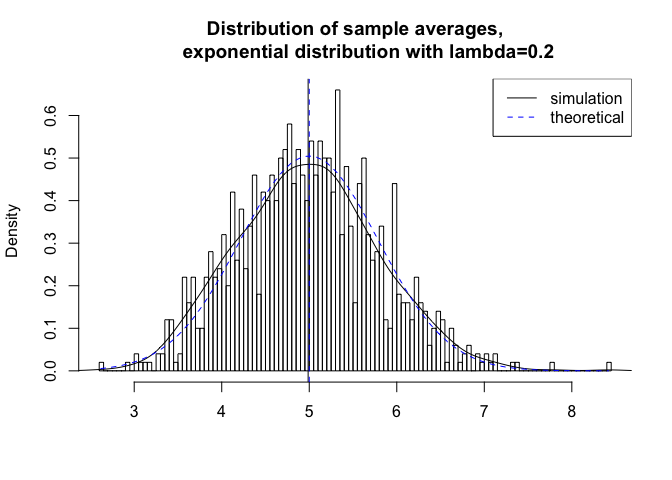 Distribution of sample averages,
exponential distribution with lambda=0.2
simulation
theoretical
Density
0.6
0.5
0.4
0.3
0.2
0.1
0.0
3 4 5 6 7 8